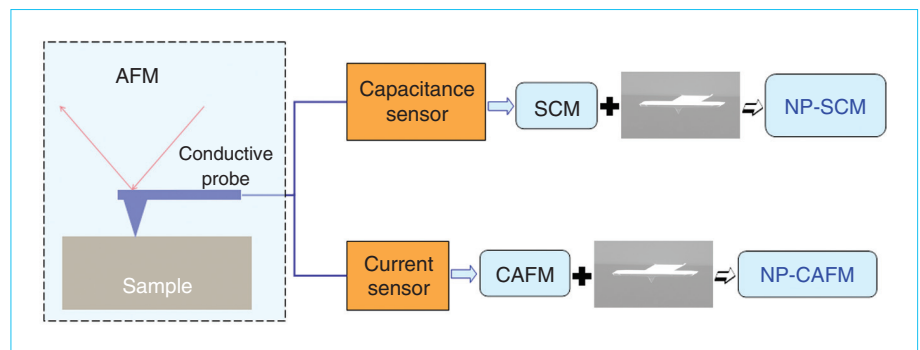 AFM
Conductive
probe
Sample
Capacitance
sensor
SCM
NP-SCM
Current
sensor
CAFM
NP-CAFM